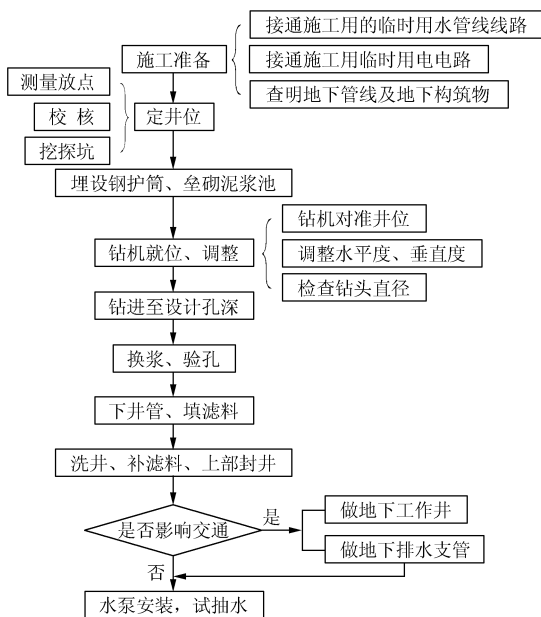 接通施工用的临时用水管线线路
施工准备
接通施工用临时用电电路
测量放点
查明地下管线及地下构筑物
校 核
定井位
挖探坑
埋设钢护筒、垒砌泥浆池
钻机对准井位
钻机就位、调整
调整水平度、垂直度
检查钻头直径
钻进至设计孔深
换浆、验孔
下井管、填滤料
洗井、补滤料、上部封井
是否影响交通
是
做地下工作井
做地下排水支管
否
水泵安装，试抽水